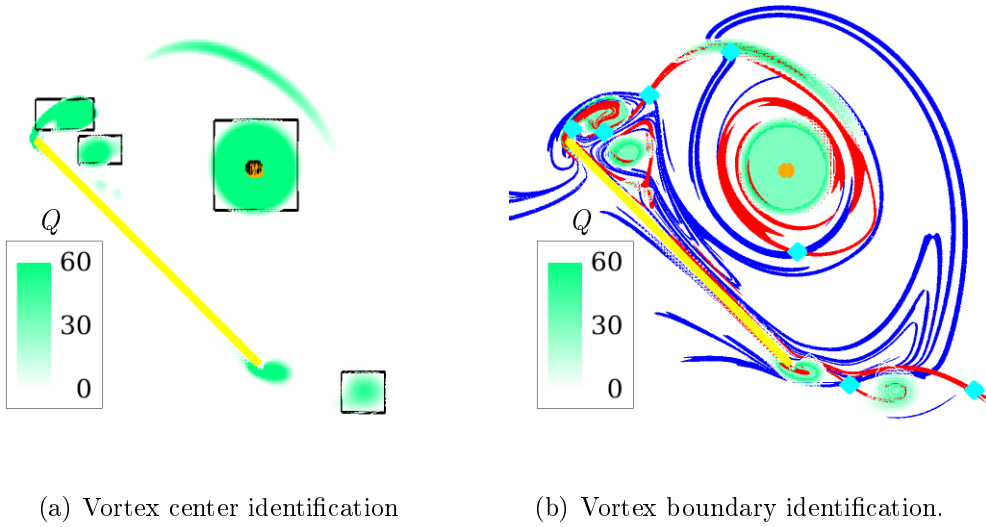 Q
60
30
0
Q
60
30
0
(a) Vortex center identification
(b) Vortex boundary identification.